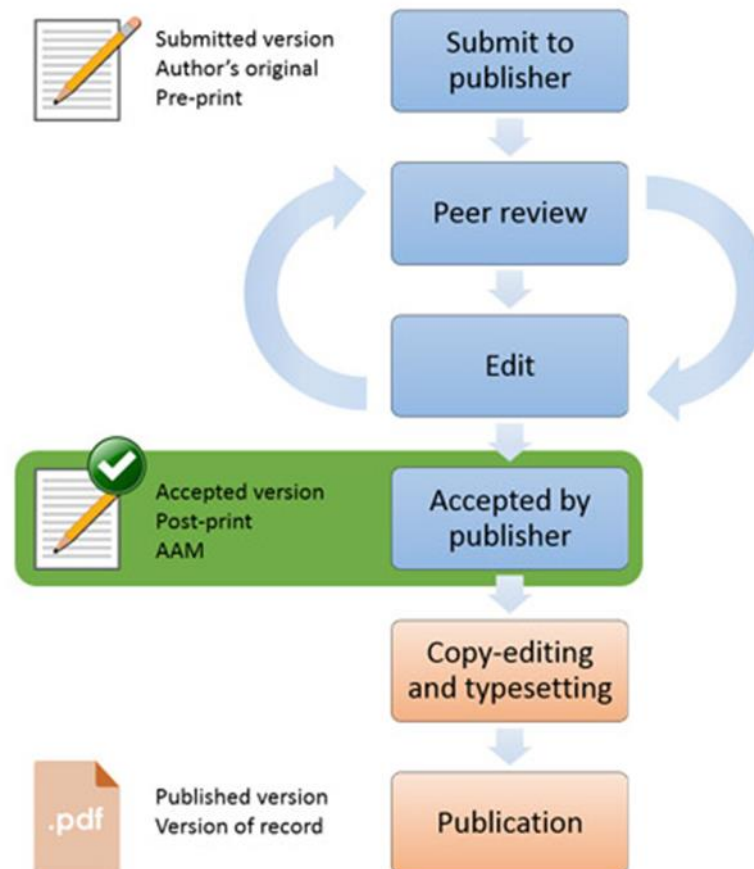 Submitted version
Author's original
Pre-print
Submit to
publisher
Peer review
Edit
Accepted version
Post-print
AAM
Accepted by
publisher
Copy-editing
and typesetting
.pdf
Published version
Version of record
Publication